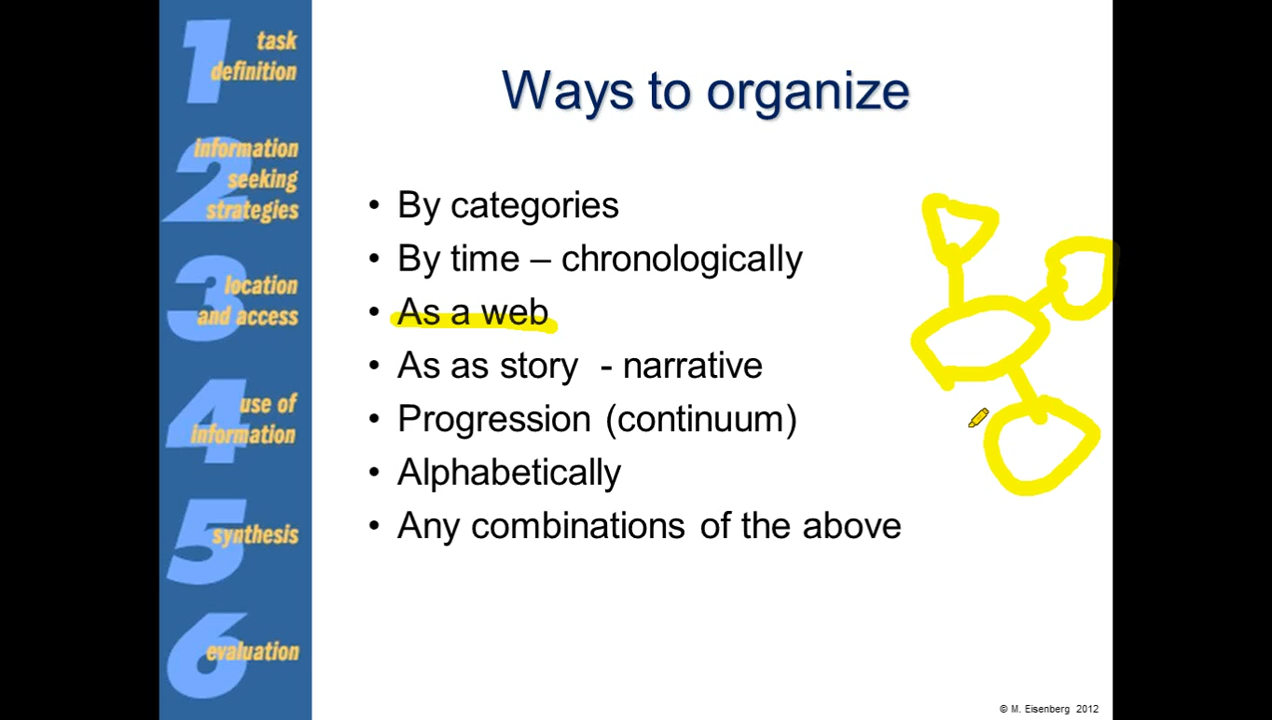 1 task
definition
2 information
seeking
strategies
3 location
and access
4 use of
information
5 synthesis
6 evaluation
Ways to organize
• By categories
• By time – chronologically
• As a web
• As as story - narrative
• Progression (continuum)
• Alphabetically
• Any combinations of the above
© M. Eisenberg 2012